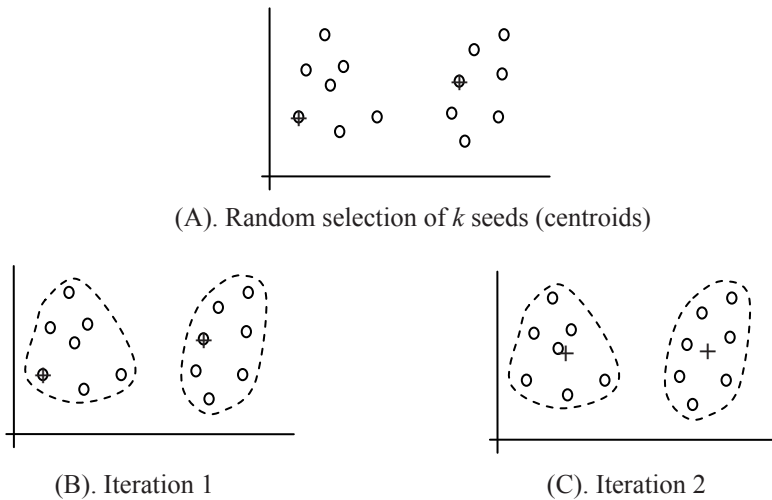 (A). Random selection of k seeds (centroids)
(B). Iteration 1
(C). Iteration 2